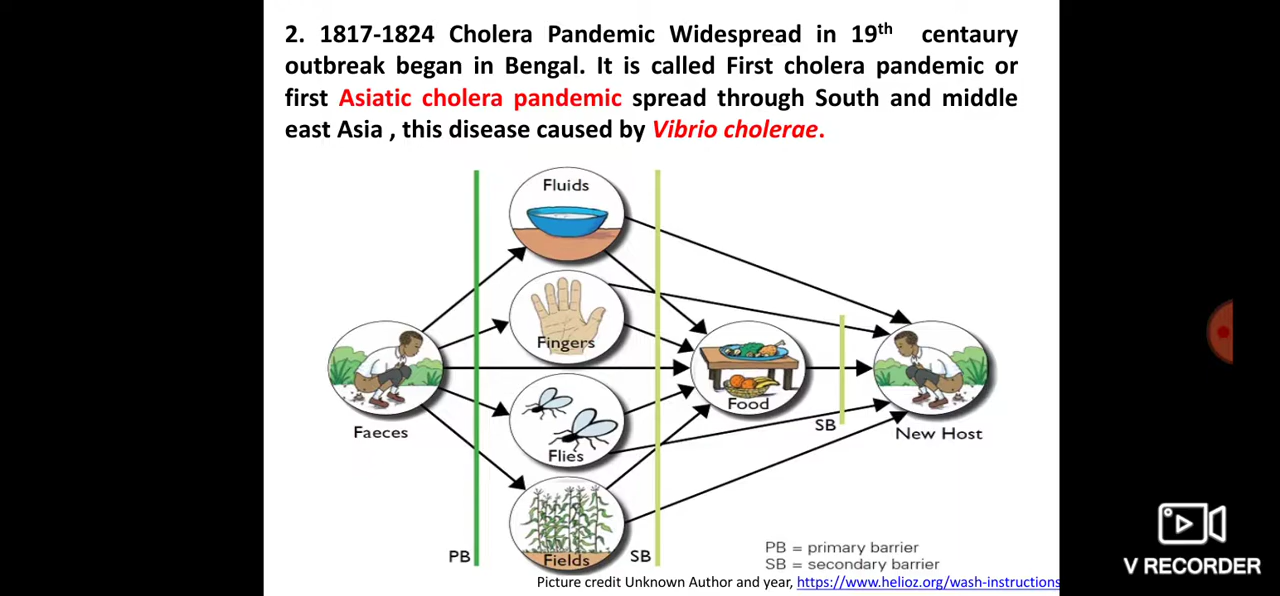 2. 1817-1824 Cholera Pandemic Widespread in 19th centaury
outbreak began in Bengal. It is called First cholera pandemic or
first Asiatic cholera pandemic spread through South and middle
east Asia , this disease caused by Vibrio cholerae.
Fluids
Fingers
Food
Faeces
SB
New Host
Flies
PB
Fields
SB
PB = primary barrier
SB = secondary barrier
Picture credit Unknown Author and year, https://www.helioz.org/wash-instructions
V RECORDER